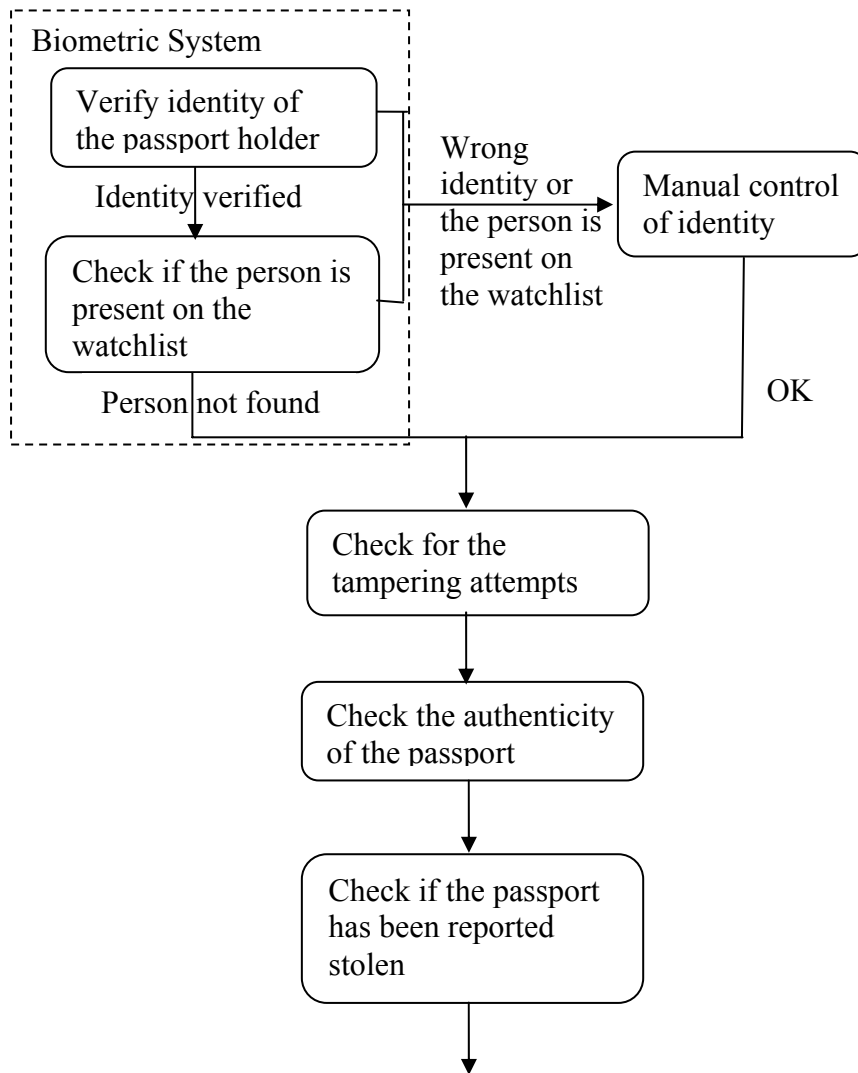 Biometric System
Verify identity of
the passport holder
Identity verified
Check if the person is
present on the
watchlist
Person not found
Wrong
identity or
the person is
present on
the watchlist
Manual control
of identity
OK
Check for the
tampering attempts
Check the authenticity
of the passport
Check if the passport
has been reported
stolen